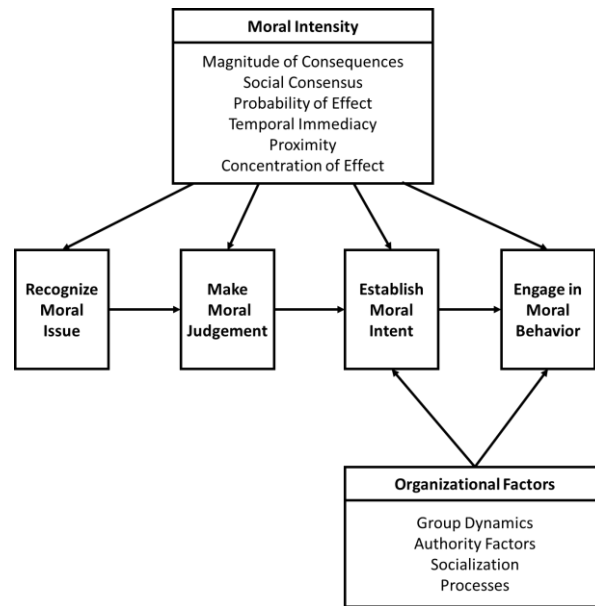 Moral Intensity
Magnitude of Consequences
Social Consensus
Probability of Effect
Temporal Immediacy
Proximity
Concentration of Effect
Recognize
Moral
Issue
Make
Moral
Judgement
Establish
Moral
Intent
Engage in
Moral
Behavior
Organizational Factors
Group Dynamics
Authority Factors
Socialization
Processes